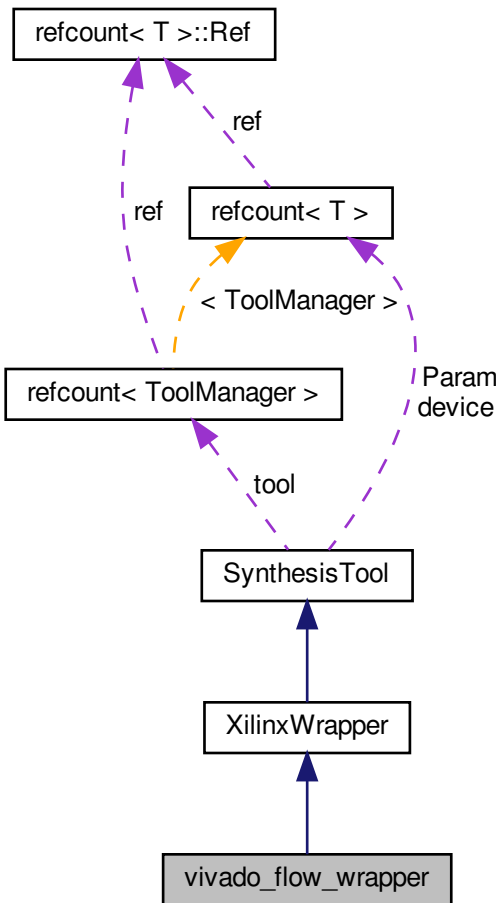 refcount< T >::Ref
ref
ref
refcount< T >
< ToolManager >
refcount< ToolManager >
Param
device
tool
SynthesisTool
XilinxWrapper
vivado_flow_wrapper